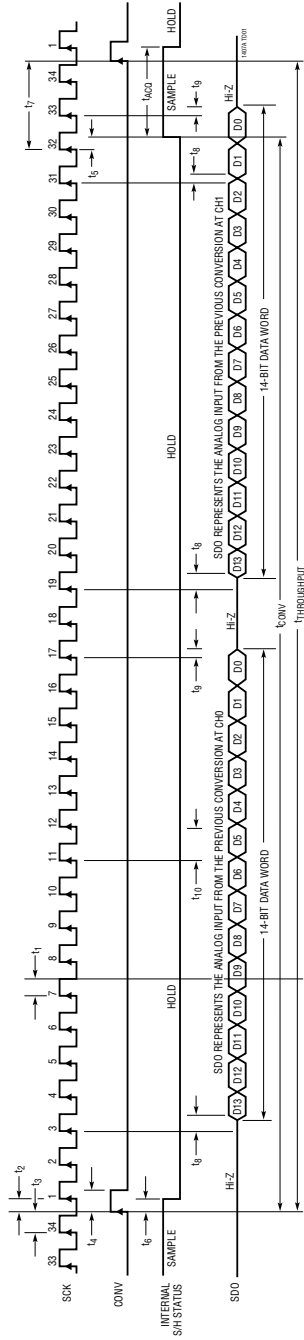 t2
t3
t1
t7
33 34 1 2 3 4 5 6 7 8 9 10 11 12 13 14 15 16 17 18 19 20 21 22 23 24 25 26 27 28 29 30 31 32 33 34 1
SCK
t4
t5
tACQ
CONV
t6
INTERNAL
S/H STATUS
SAMPLE HOLD HOLD SAMPLE HOLD
t8 t10 t9 t8 t8 t9
SDO REPRESENTS THE ANALOG INPUT FROM THE PREVIOUS CONVERSION AT CH0
SDO REPRESENTS THE ANALOG INPUT FROM THE PREVIOUS CONVERSION AT CH1
SDO
Hi-Z D13 D12 D11 D10 D9 D8 D7 D6 D5 D4 D3 D2 D1 D0 Hi-Z D13 D12 D11 D10 D9 D8 D7 D6 D5 D4 D3 D2 D1 D0 Hi-Z
14-BIT DATA WORD 14-BIT DATA WORD
tCONV
tTHROUGHPUT
1407A TD01